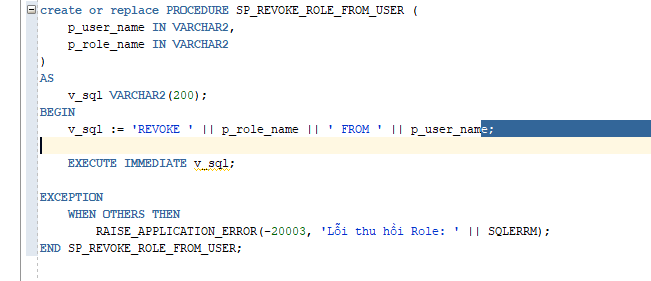 create or replace PROCEDURE SP_REVOKE_ROLE_FROM_USER (
    p_user_name IN VARCHAR2,
    p_role_name IN VARCHAR2
)
AS
    v_sql VARCHAR2(200);
BEGIN
    v_sql := 'REVOKE ' || p_role_name || ' FROM ' || p_user_name;
    EXECUTE IMMEDIATE v_sql;
EXCEPTION
    WHEN OTHERS THEN
        RAISE_APPLICATION_ERROR(-20003, 'Lỗi thu hồi Role: ' || SQLERRM);
END SP_REVOKE_ROLE_FROM_USER;